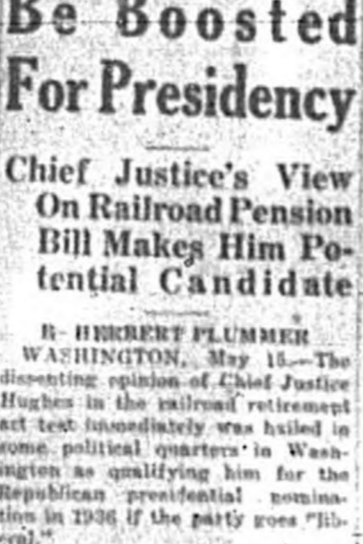 Be Boosted
For Presidency
Chief Justice's View
On Railroad Pension
Bill Makes Him Po-
tential Candidate
B- HERBERT PLUMMER
WASHINGTON, May 15.—The
dissenting opinion of Chief Justice
Hughes in the railroad retirement
act test immediately was hailed in
some political quarters in Wash-
ington as qualifying him for the
Republican presidential nomina-
tion in 1936 if the party goes "lib-
eral."